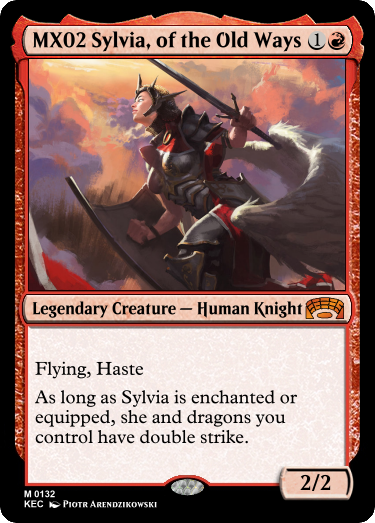 MX02 Sylvia, of the Old Ways 1
Legendary Creature — Human Knight
Flying, Haste
As long as Sylvia is enchanted or
equipped, she and dragons you
control have double strike.
2/2
M 0132
KEC Piotr Arendzikowski